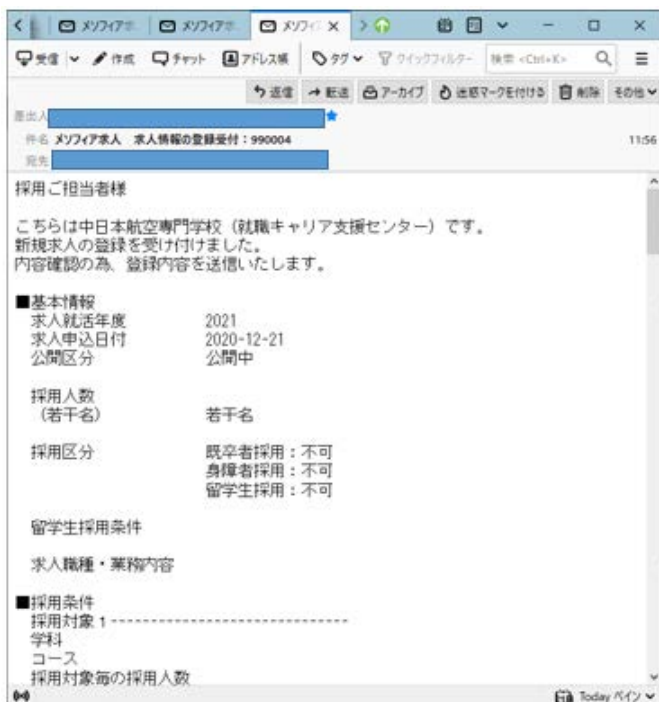 メソフィアホ
メソフィアホ
メソフィ
受信
作成
チャット
アドレス帳
タグ
クイックフィルター
検索 <Ctrl+K>
返信
転送
アーカイブ
迷惑マークを付ける
削除
その他
差出人
件名 メソフィア求人 求人情報の登録受付:990004 11:56
宛先
採用ご担当者様
こちらは中日本航空専門学校(就職キャリア支援センター)です。
新規求人の登録を受け付けました。
内容確認の為、登録内容を送信いたします。
■基本情報
求人就活年度 2021
求人申込日付 2020-12-21
公開区分 公開中
採用人数
(若干名) 若干名
採用区分 既卒者採用:不可
身障者採用:不可
留学生採用:不可
留学生採用条件
求人職種・業務内容
■採用条件
採用対象 1 -----------------------------
学科
コース
採用対象毎の採用人数
Today ペイン